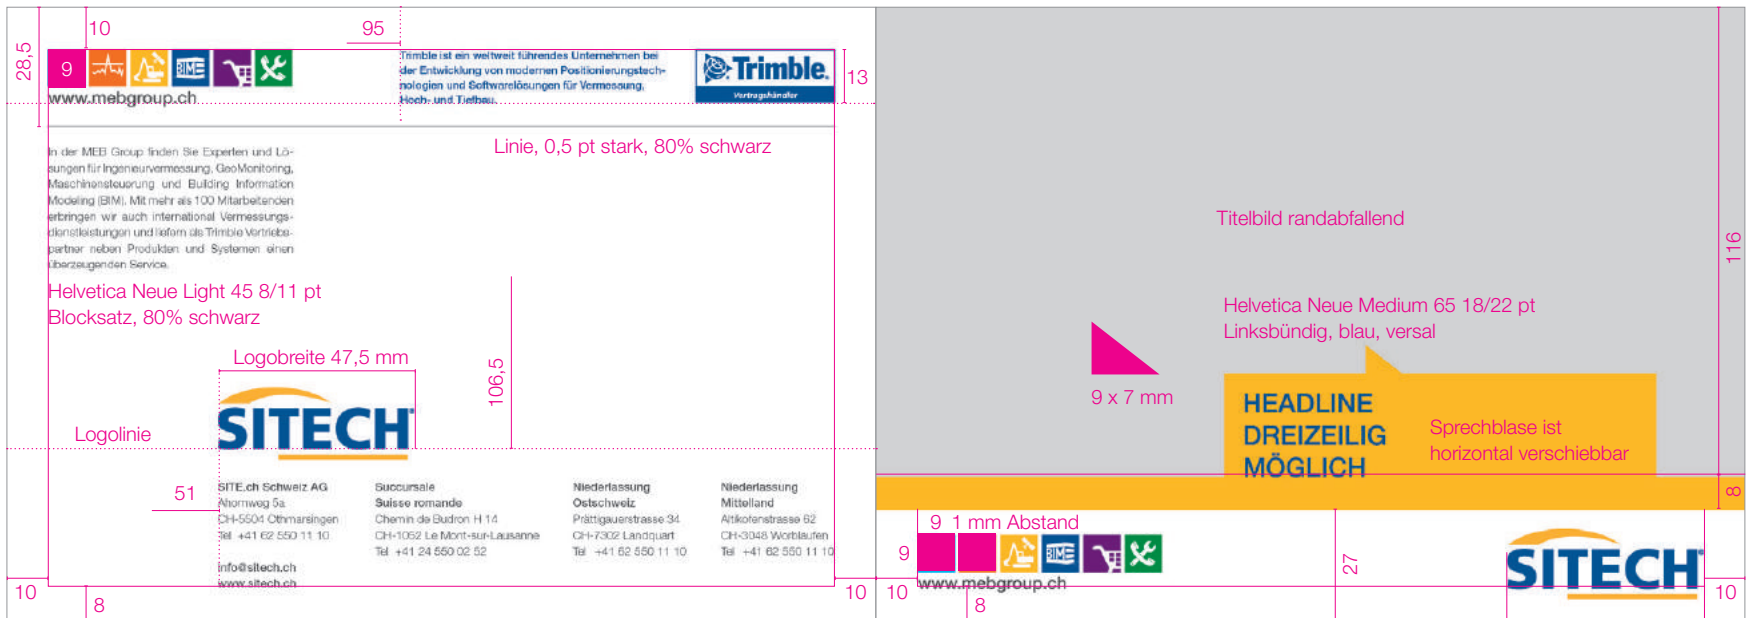 10
95
28,5
9
BIME
www.mebgroup.ch
Trimble ist ein weltweit führendes Unternehmen bei
der Entwicklung von modernen Positionierungstech-
nologien und Softwarelösungen für Vermessung,
Hoch- und Tiefbau.
Trimble.
Vertragshändler
13
Linie, 0,5 pt stark, 80% schwarz
In der MEB Group finden Sie Experten und Lö-
sungen für Ingenieurvermessung, GeoMonitoring,
Maschinensteuerung und Building Information
Modeling (BIM). Mit mehr als 100 Mitarbeitenden
erbringen wir auch international Vermessungs-
dienstleistungen und liefern als Trimble Vertriebs-
partner neben Produkten und Systemen einen
überzeugenden Service.
Helvetica Neue Light 45 8/11 pt
Blocksatz, 80% schwarz
Logobreite 47,5 mm
106,5
SITECH
Logolinie
51
SITE.ch Schweiz AG
Ahornweg 5a
CH-5504 Othmarsingen
Tel +41 62 550 11 10
info@sitech.ch
www.sitech.ch
Succursale
Suisse romande
Chemin de Budron H 14
CH-1052 Le Mont-sur-Lausanne
Tel +41 24 550 02 52
Niederlassung
Ostschweiz
Prättigauerstrasse 34
CH-7302 Landquart
Tel +41 62 550 11 10
Niederlassung
Mittelland
Altikofenstrasse 62
CH-3048 Worblaufen
Tel +41 62 550 11 10
10
8
10
Titelbild randabfallend
116
Helvetica Neue Medium 65 18/22 pt
Linksbündig, blau, versal
9 x 7 mm
HEADLINE
DREIZEILIG
MÖGLICH
Sprechblase ist
horizontal verschiebbar
8
9 1 mm Abstand
9
BIME
www.mebgroup.ch
27
SITECH
10
8
10